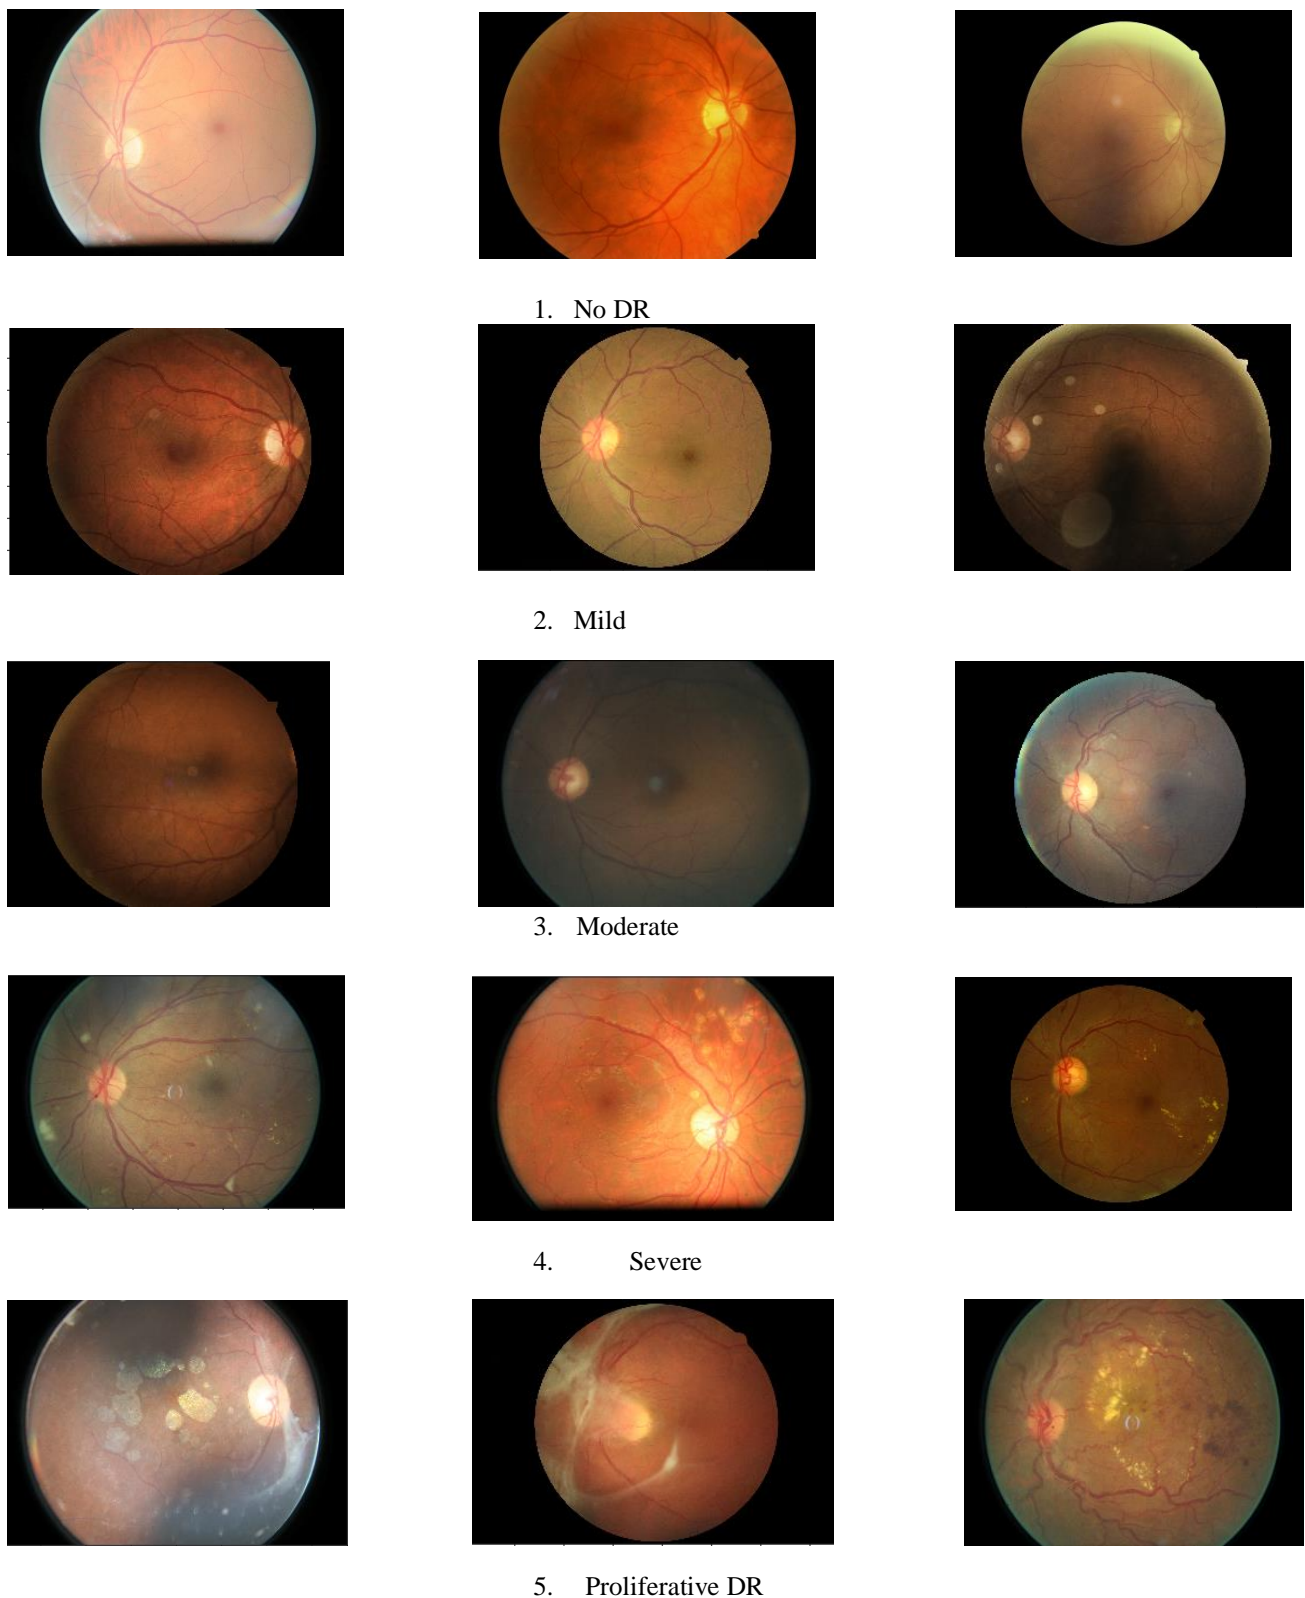 1. No DR
2. Mild
3. Moderate
4. Severe
5. Proliferative DR